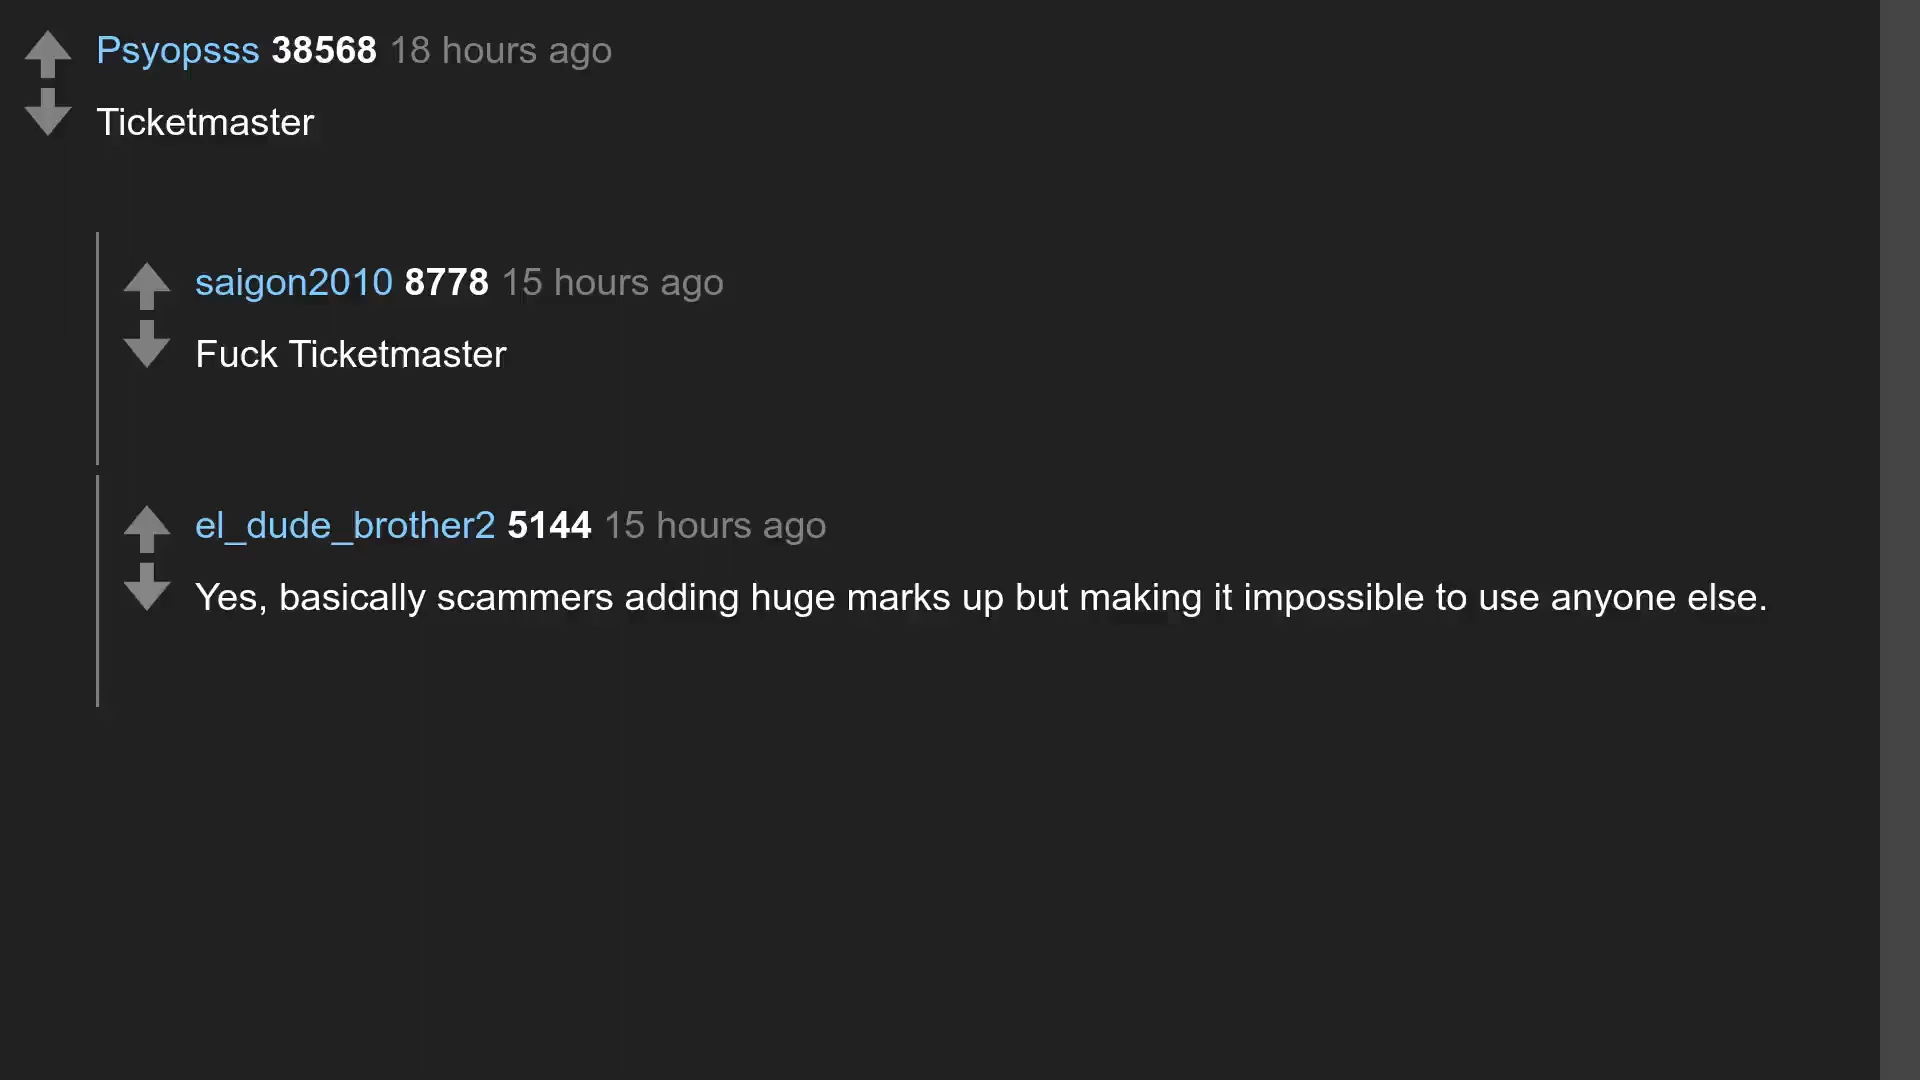 Psyopsss 38568 18 hours ago
Ticketmaster
saigon2010 8778 15 hours ago
Fuck Ticketmaster
el_dude_brother2 5144 15 hours ago
Yes, basically scammers adding huge marks up but making it impossible to use anyone else.